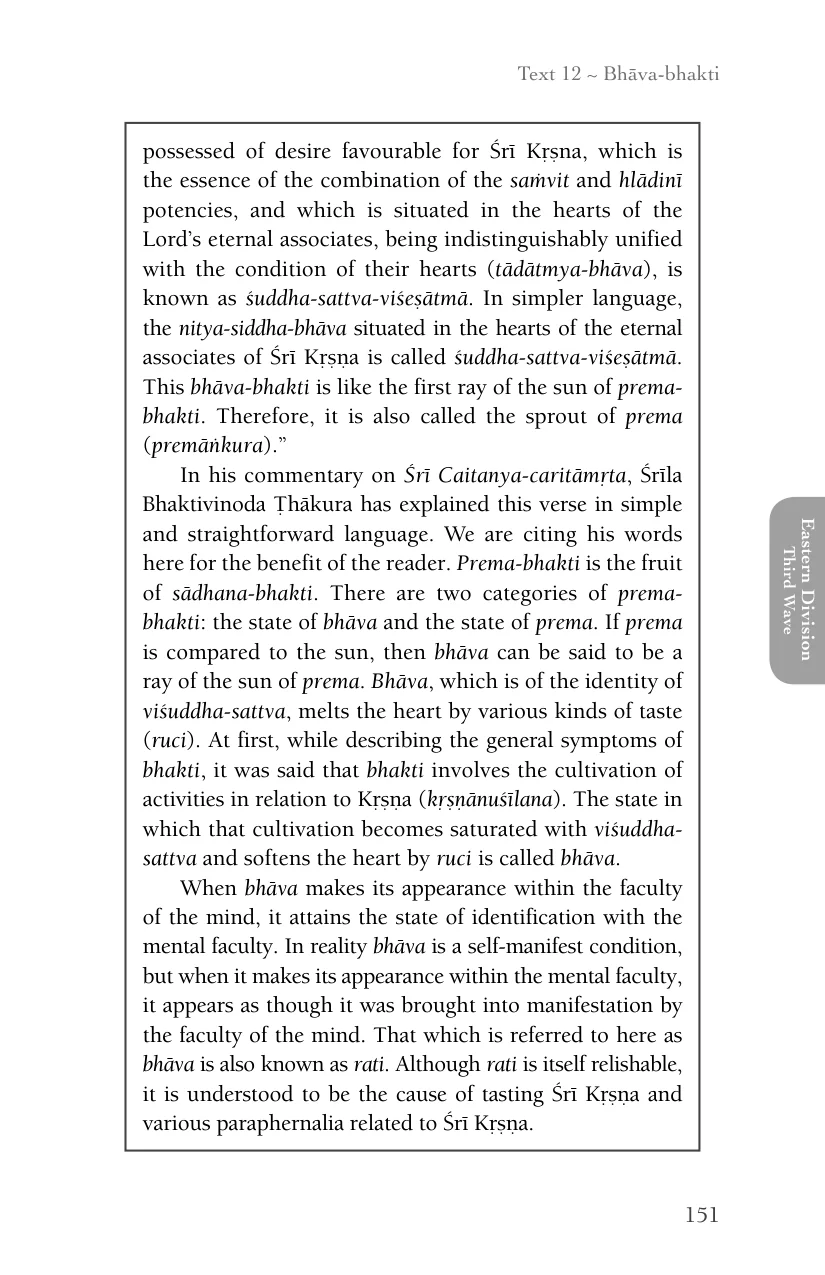 Text 12 ~ Bhāva-bhakti
possessed of desire favourable for Śrī Kṛṣna, which is
the essence of the combination of the saṁvit and hlādinī
potencies, and which is situated in the hearts of the
Lord’s eternal associates, being indistinguishably unified
with the condition of their hearts (tādātmya-bhāva), is
known as śuddha-sattva-viśeṣātmā. In simpler language,
the nitya-siddha-bhāva situated in the hearts of the eternal
associates of Śrī Kṛṣṇa is called śuddha-sattva-viśeṣātmā.
This bhāva-bhakti is like the first ray of the sun of prema-
bhakti. Therefore, it is also called the sprout of prema
(premāṅkura).”
In his commentary on Śrī Caitanya-caritāmṛta, Śrīla
Bhaktivinoda Ṭhākura has explained this verse in simple
and straightforward language. We are citing his words
here for the benefit of the reader. Prema-bhakti is the fruit
of sādhana-bhakti. There are two categories of prema-
bhakti: the state of bhāva and the state of prema. If prema
is compared to the sun, then bhāva can be said to be a
ray of the sun of prema. Bhāva, which is of the identity of
viśuddha-sattva, melts the heart by various kinds of taste
(ruci). At first, while describing the general symptoms of
bhakti, it was said that bhakti involves the cultivation of
activities in relation to Kṛṣṇa (kṛṣṇānuśīlana). The state in
which that cultivation becomes saturated with viśuddha-
sattva and softens the heart by ruci is called bhāva.
When bhāva makes its appearance within the faculty
of the mind, it attains the state of identification with the
mental faculty. In reality bhāva is a self-manifest condition,
but when it makes its appearance within the mental faculty,
it appears as though it was brought into manifestation by
the faculty of the mind. That which is referred to here as
bhāva is also known as rati. Although rati is itself relishable,
it is understood to be the cause of tasting Śrī Kṛṣṇa and
various paraphernalia related to Śrī Kṛṣṇa.
Eastern Division
Third Wave
151